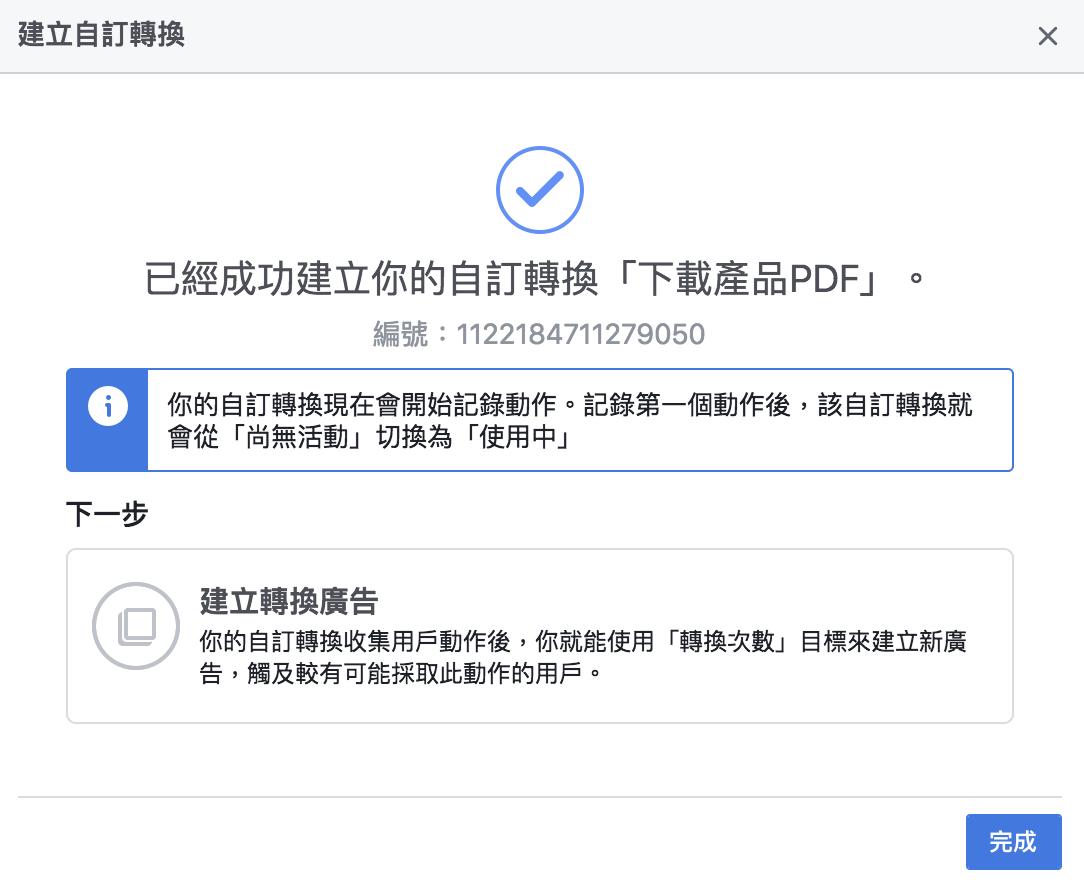 建立自訂轉換
已經成功建立你的自訂轉換「下載產品PDF」。
編號：1122184711279050
你的自訂轉換現在會開始記錄動作。記錄第一個動作後，該自訂轉換就
會從「尚無活動」切換為「使用中」
下一步
建立轉換廣告
你的自訂轉換收集用戶動作後，你就能使用「轉換次數」目標來建立新廣
告，觸及較有可能採取此動作的用戶。
完成